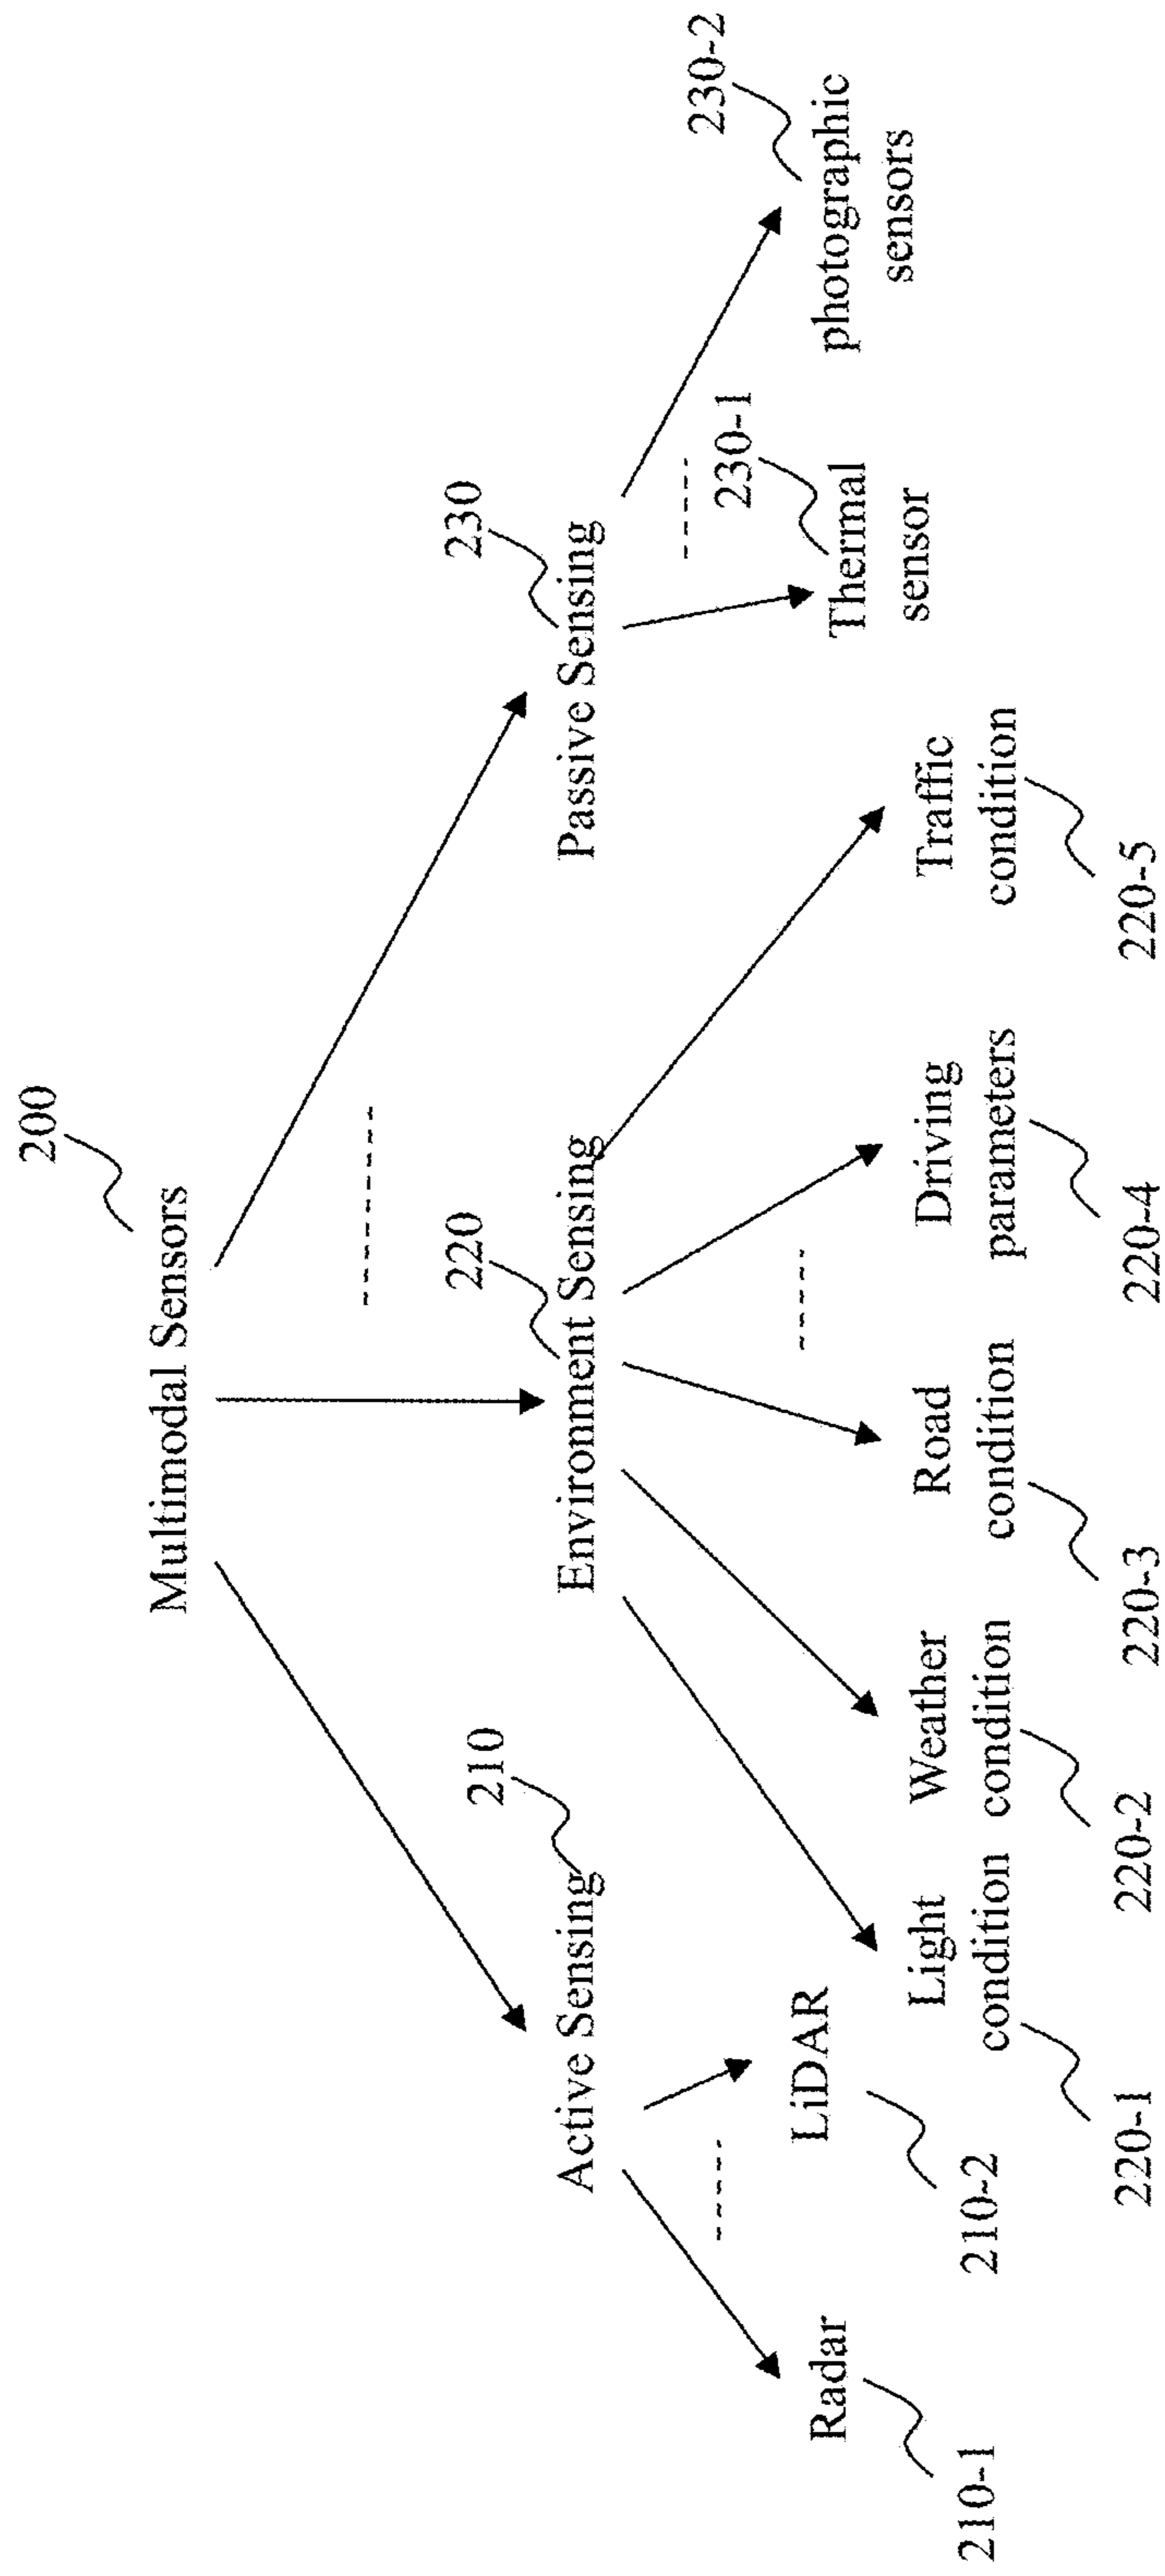 200
Multimodal Sensors
210
Active Sensing
220
Environment Sensing
230
Passive Sensing
Radar
210-1
LiDAR
210-2
Light
condition
220-1
Weather
condition
220-2
Road
condition
220-3
Driving
parameters
220-4
Traffic
condition
220-5
230-1
Thermal
sensor
230-2
photographic
sensors